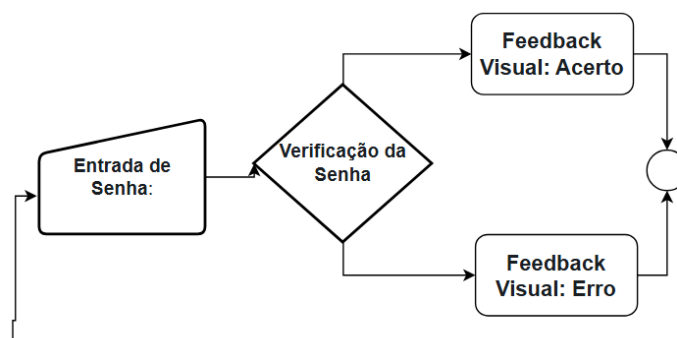 Entrada de
Senha:
Verificação da
Senha
Feedback
Visual: Acerto
Feedback
Visual: Erro